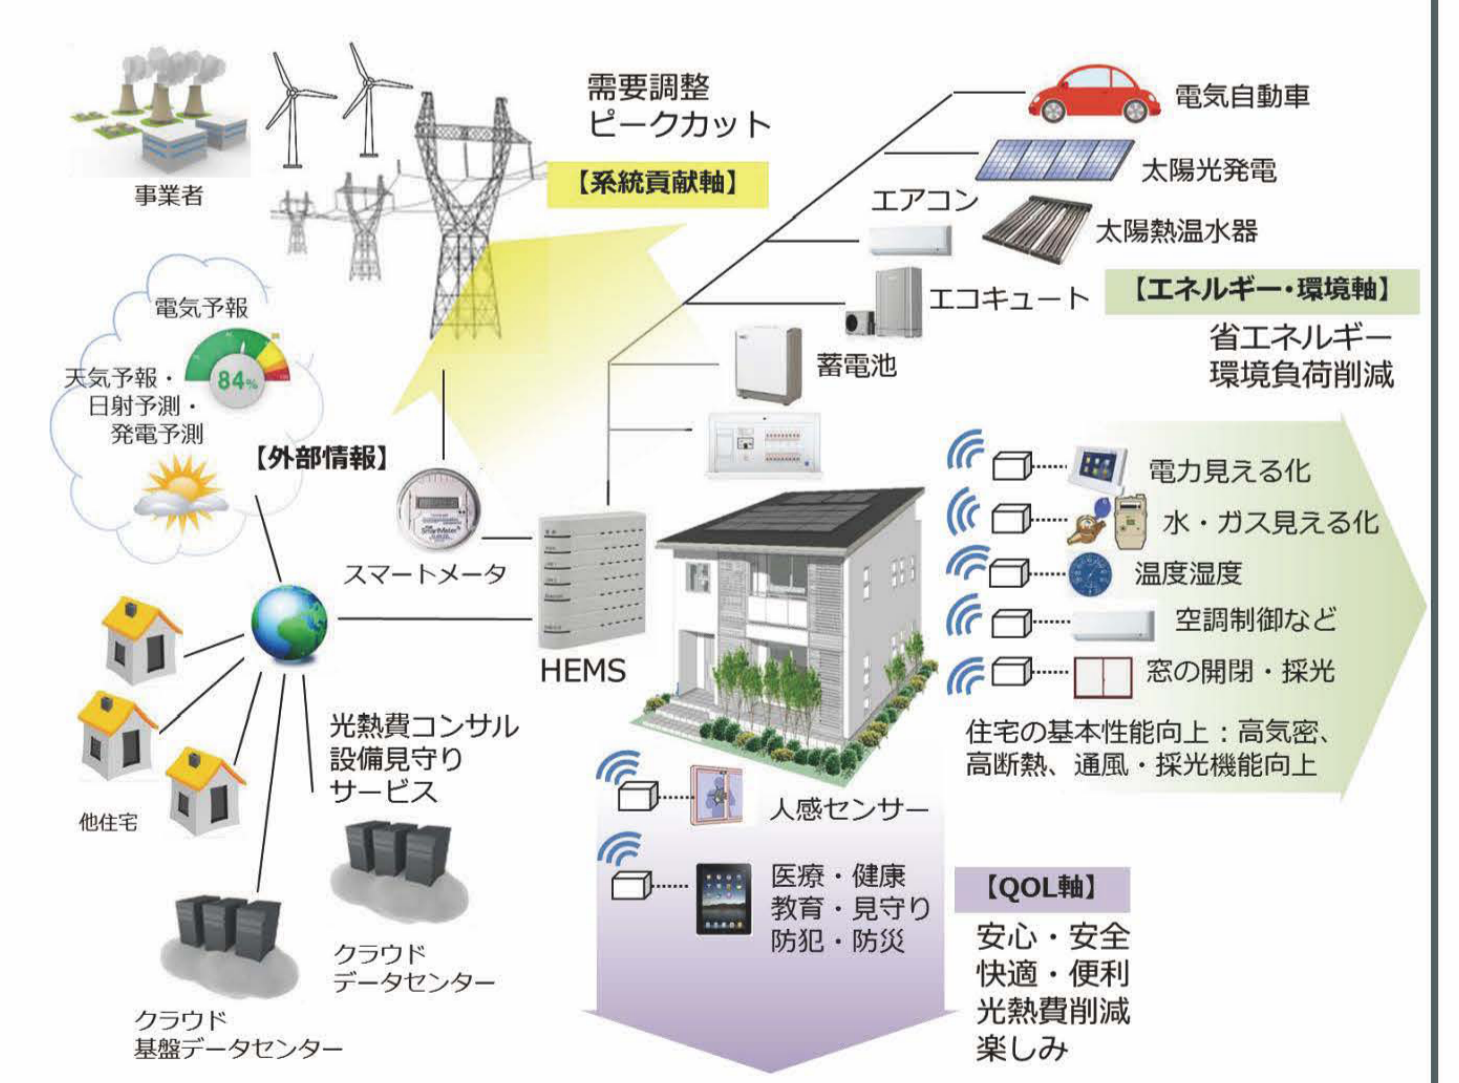 需要調整
ピークカット
【系統貢献軸】
事業者
電気自動車
太陽光発電
エアコン
太陽熱温水器
エコキュート
【エネルギー・環境軸】
省エネルギー
環境負荷削減
蓄電池
電気予報
84%
天気予報・
日射予測・
発電予測
【外部情報】
SmartMeter
スマートメータ
HEMS
電力見える化
水・ガス見える化
温度湿度
空調制御など
窓の開閉・採光
住宅の基本性能向上：高気密、
高断熱、通風・採光機能向上
他住宅
光熱費コンサル
設備見守り
サービス
クラウド
データセンター
クラウド
基盤データセンター
人感センサー
医療・健康
教育・見守り
防犯・防災
【QOL軸】
安心・安全
快適・便利
光熱費削減
楽しみ